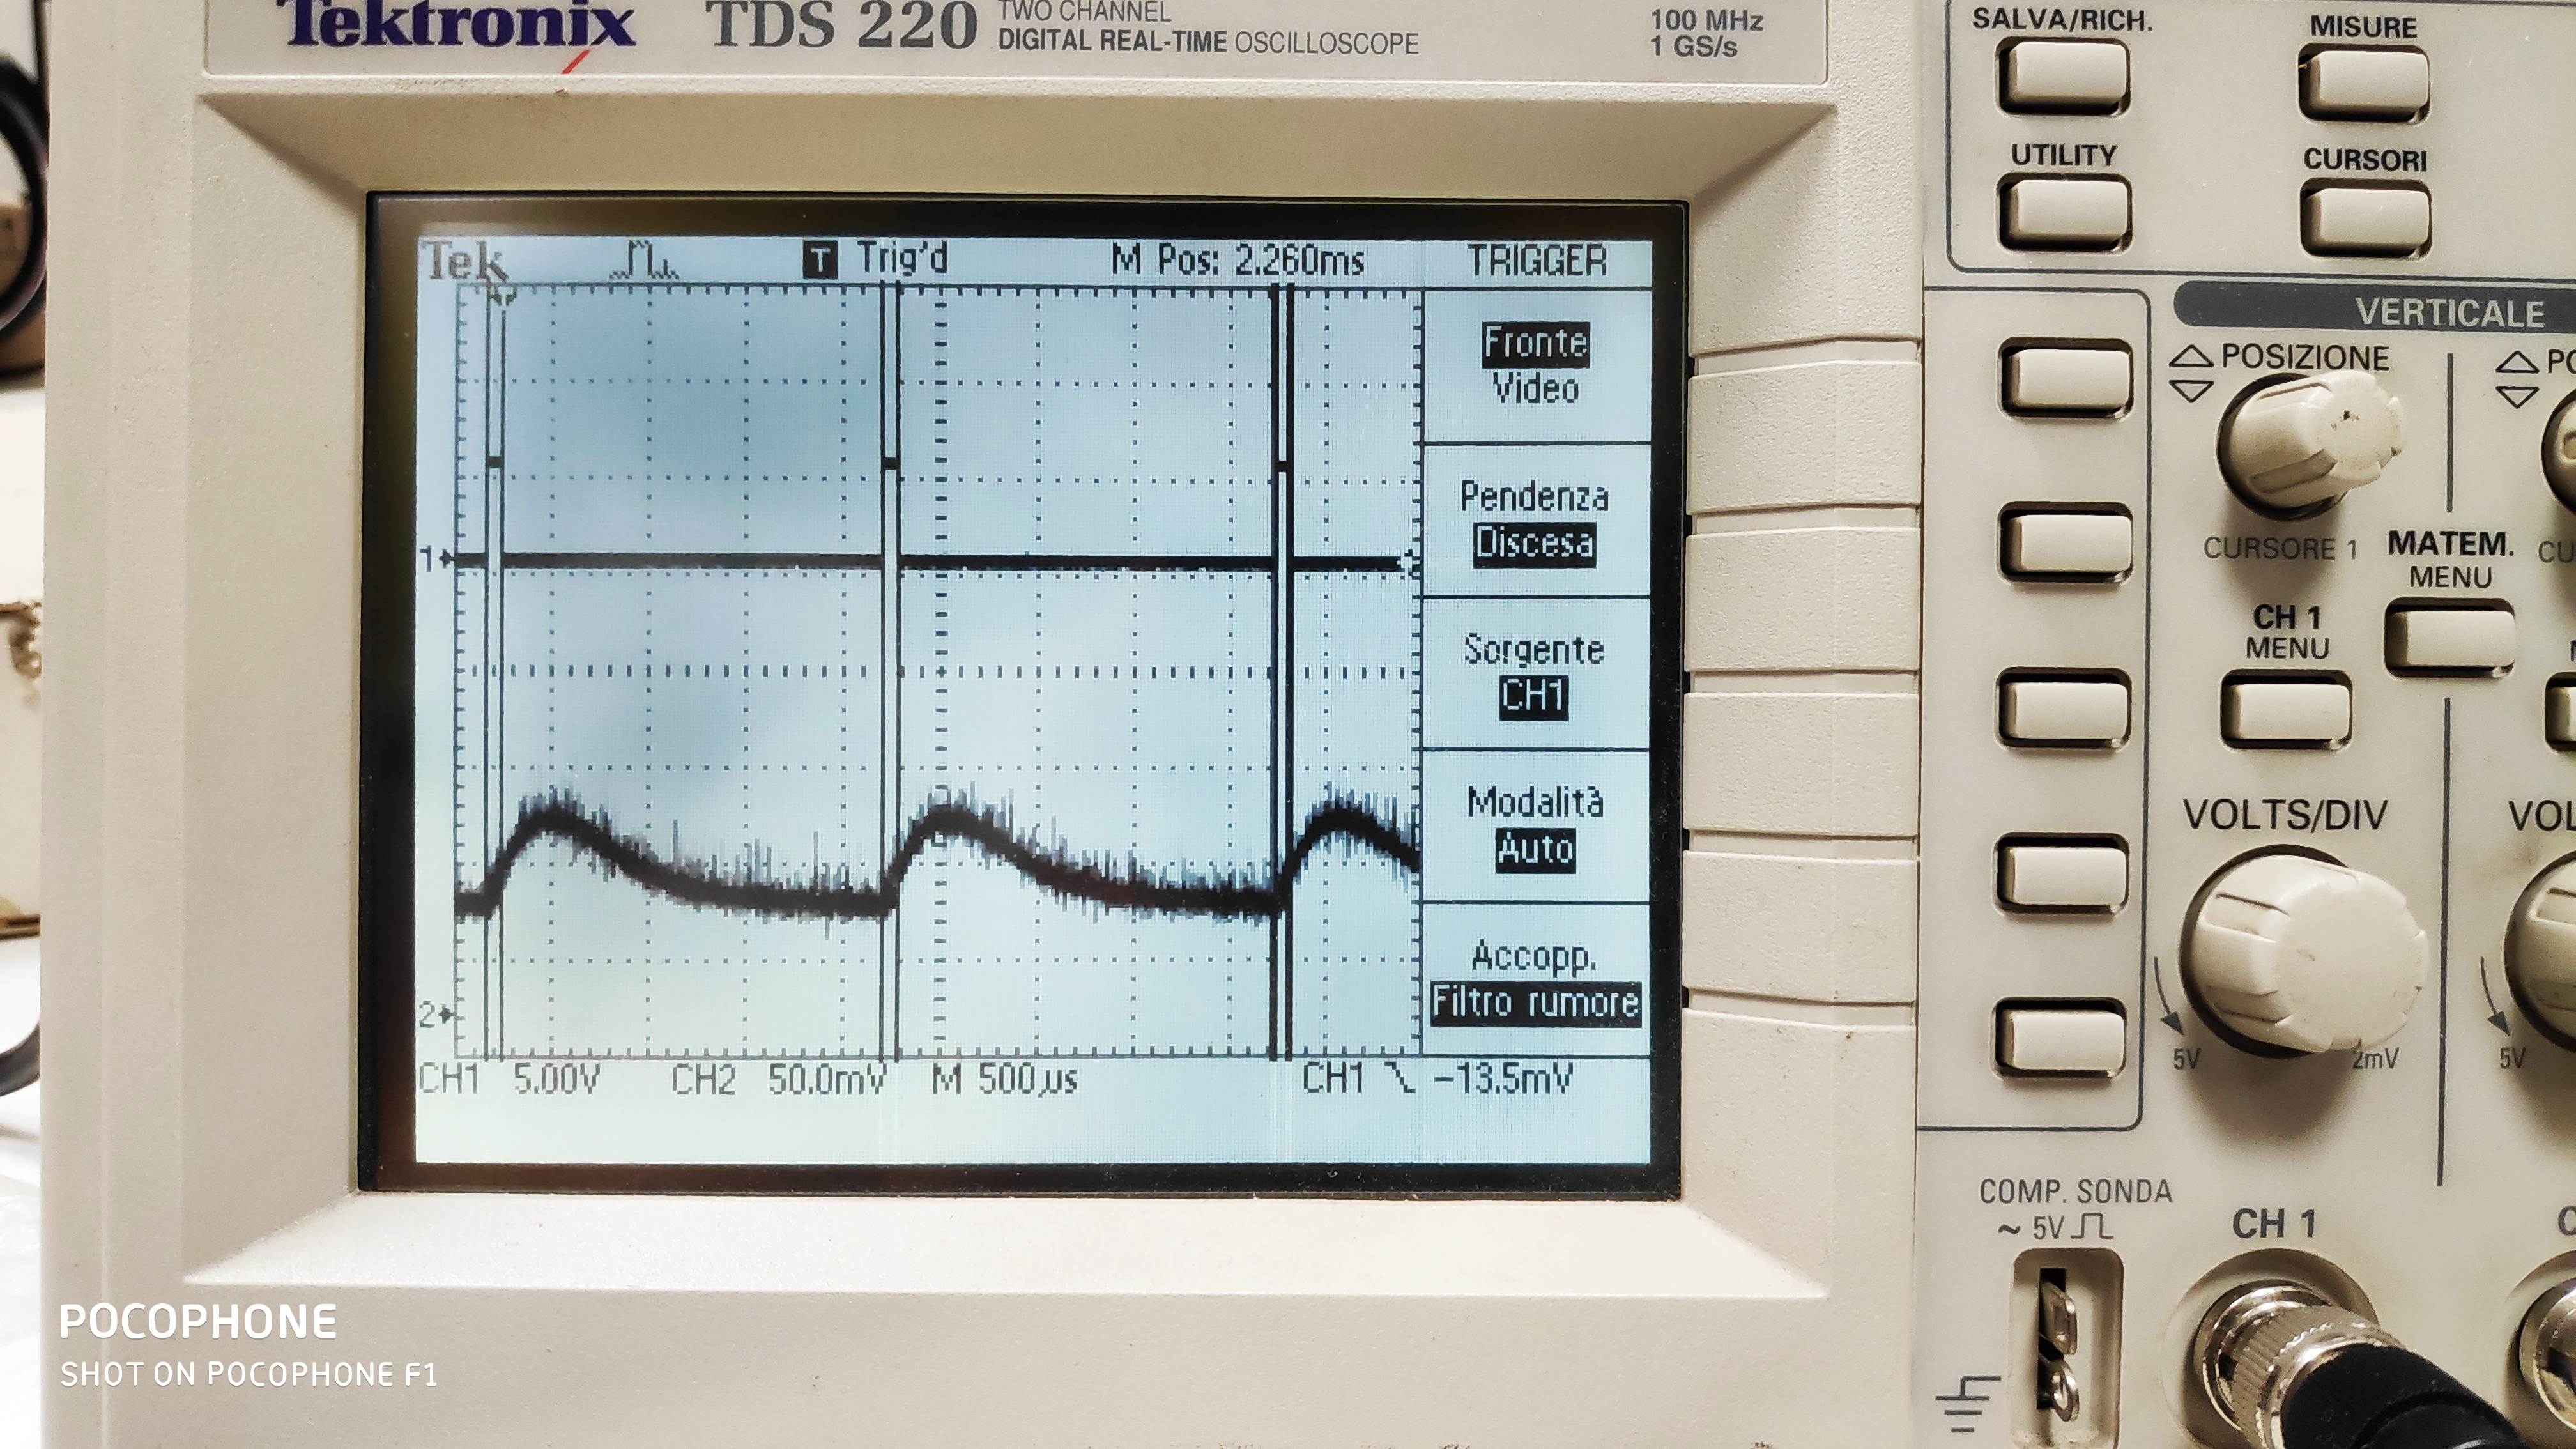 Tektronix TDS 220 TWO CHANNEL
DIGITAL REAL-TIME OSCILLOSCOPE
100 MHz
1 GS/s
SALVA/RICH.
MISURE
UTILITY
CURSORI
Tek T Trig'd M Pos: 2.260ms TRIGGER
Fronte
Video
Pendenza
Discesa
Sorgente
CH1
Modalità
Auto
Accopp.
Filtro rumore
1
2
CH1 5.00V CH2 50.0mV M 500µs CH1 -13.5mV
VERTICALE
POSIZIONE
CURSORE 1
MATEM.
MENU
CH 1
MENU
VOLTS/DIV
5V
2mV
5V
COMP. SONDA
~ 5V
CH 1
POCOPHONE
SHOT ON POCOPHONE F1